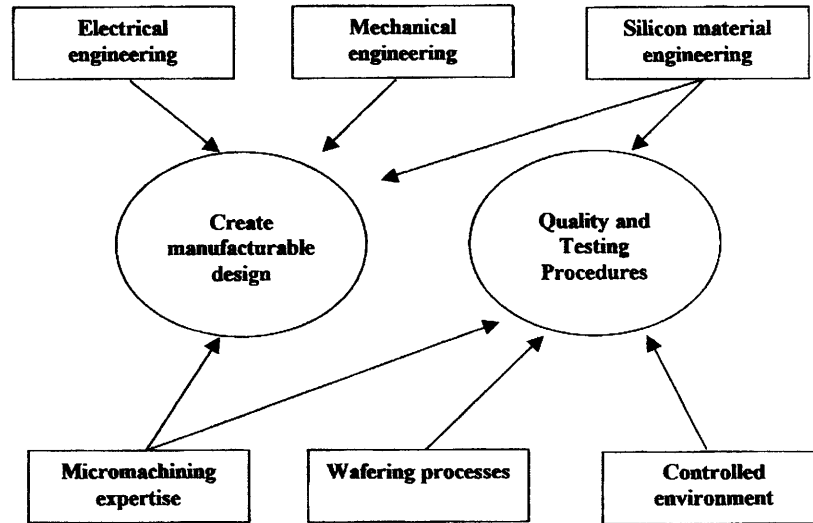 Electrical
engineering
Mechanical
engineering
Silicon material
engineering
Create
manufacturable
design
Quality and
Testing
Procedures
Micromachining
expertise
Wafering processes
Controlled
environment